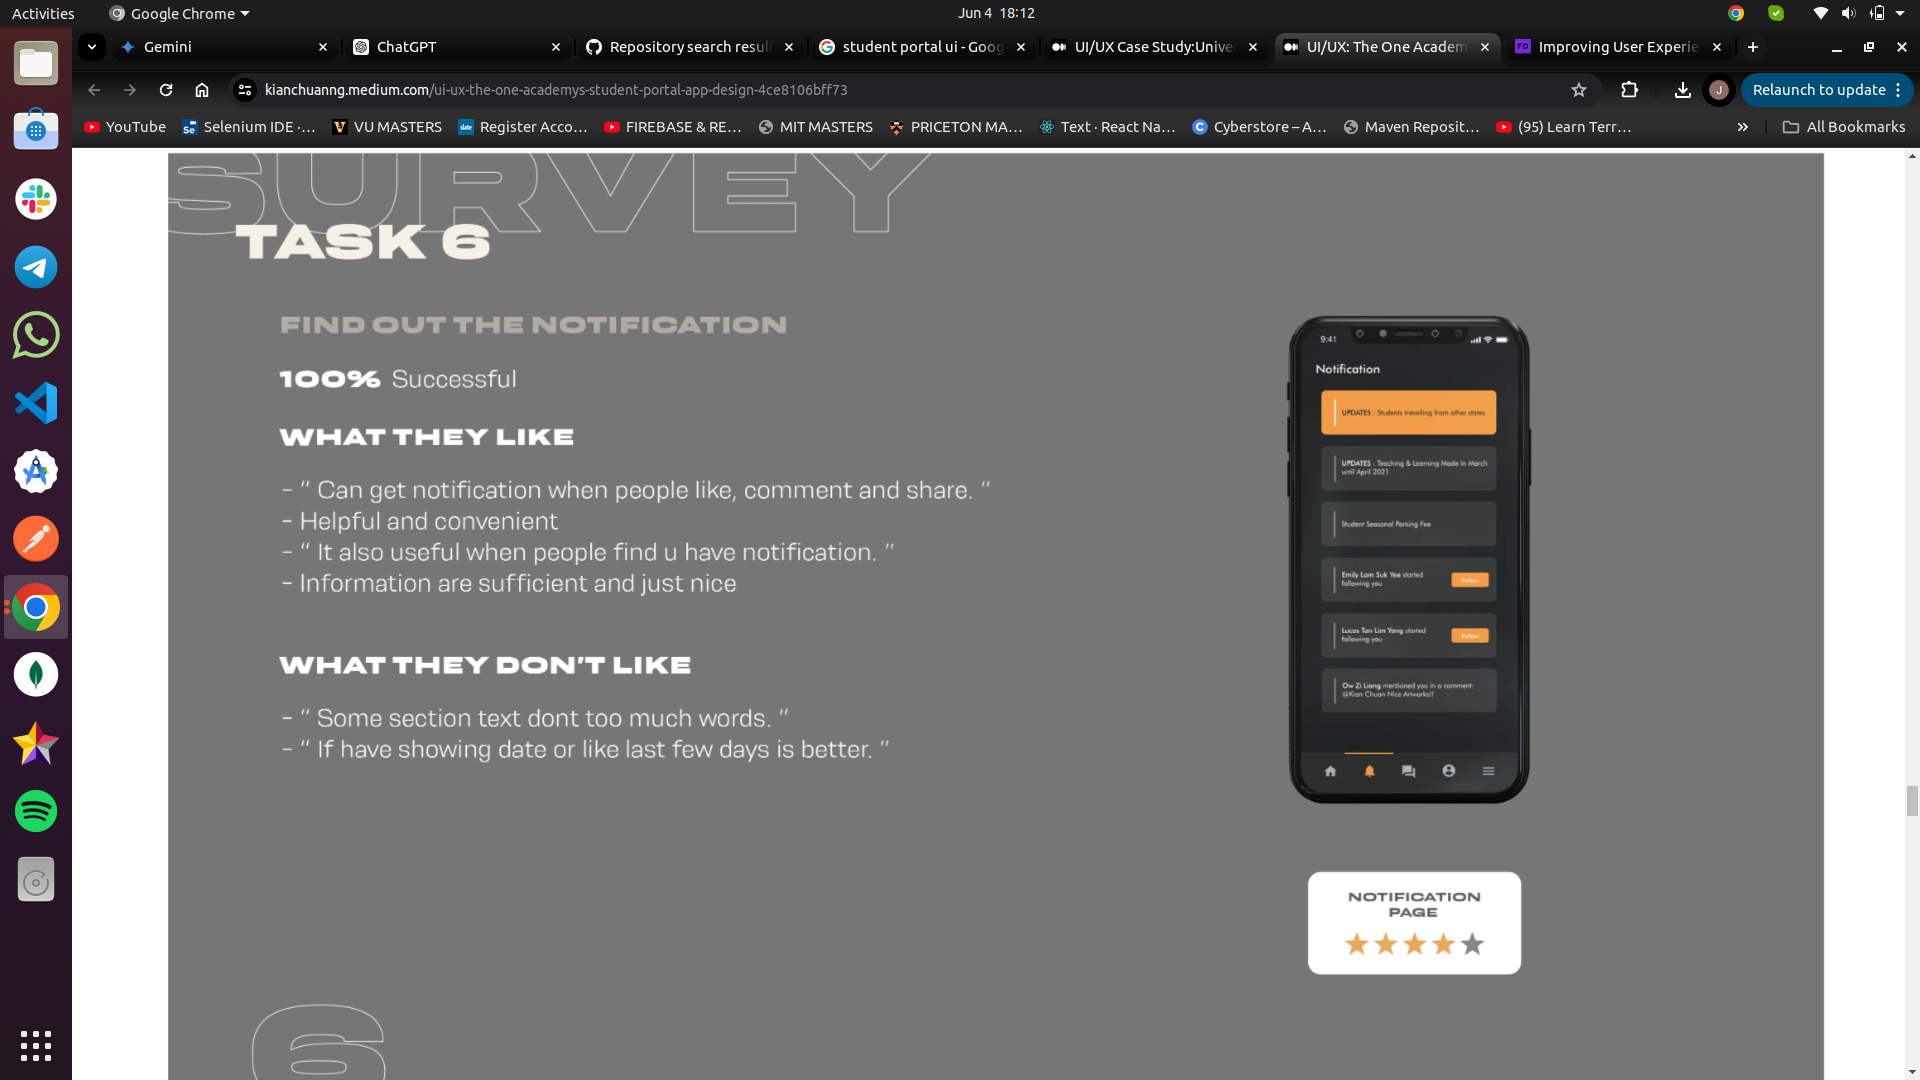 Activities
Google Chrome
Jun 4 18:12
Gemini
ChatGPT
Repository search resul
student portal ui - Goog
UI/UX Case Study:Unive
UI/UX: The One Academ
FD
Improving User Experie
kianchuanng.medium.com/ui-ux-the-one-academys-student-portal-app-design-4ce8106bff73
J
Relaunch to update
YouTube
Se
Selenium IDE ·…
VU MASTERS
slate
Register Acco…
FIREBASE & RE…
MIT MASTERS
PRICETON MA…
Text · React Na…
Cyberstore – A…
Maven Reposit…
(95) Learn Terr…
»
All Bookmarks
SURVEY
TASK 6
FIND OUT THE NOTIFICATION
100% Successful
WHAT THEY LIKE
- “ Can get notification when people like, comment and share. ”
- Helpful and convenient
- “ It also useful when people find u have notification. ”
- Information are sufficient and just nice
WHAT THEY DON'T LIKE
- “ Some section text dont too much words. ”
- “ If have showing date or like last few days is better. ”
9:41
Notification
UPDATES : Students travelling from other states
UPDATES : Teaching & Learning Mode In March
until April 2021
Student Seasonal Parking Fee
Emily Lam Suk Yee started
following you
Follow
Lucas Tan Lim Yong started
following you
Follow
Ow Zi Liang mentioned you in a comment:
@Kian Chuan Nice Artworks!!
NOTIFICATION
PAGE
6